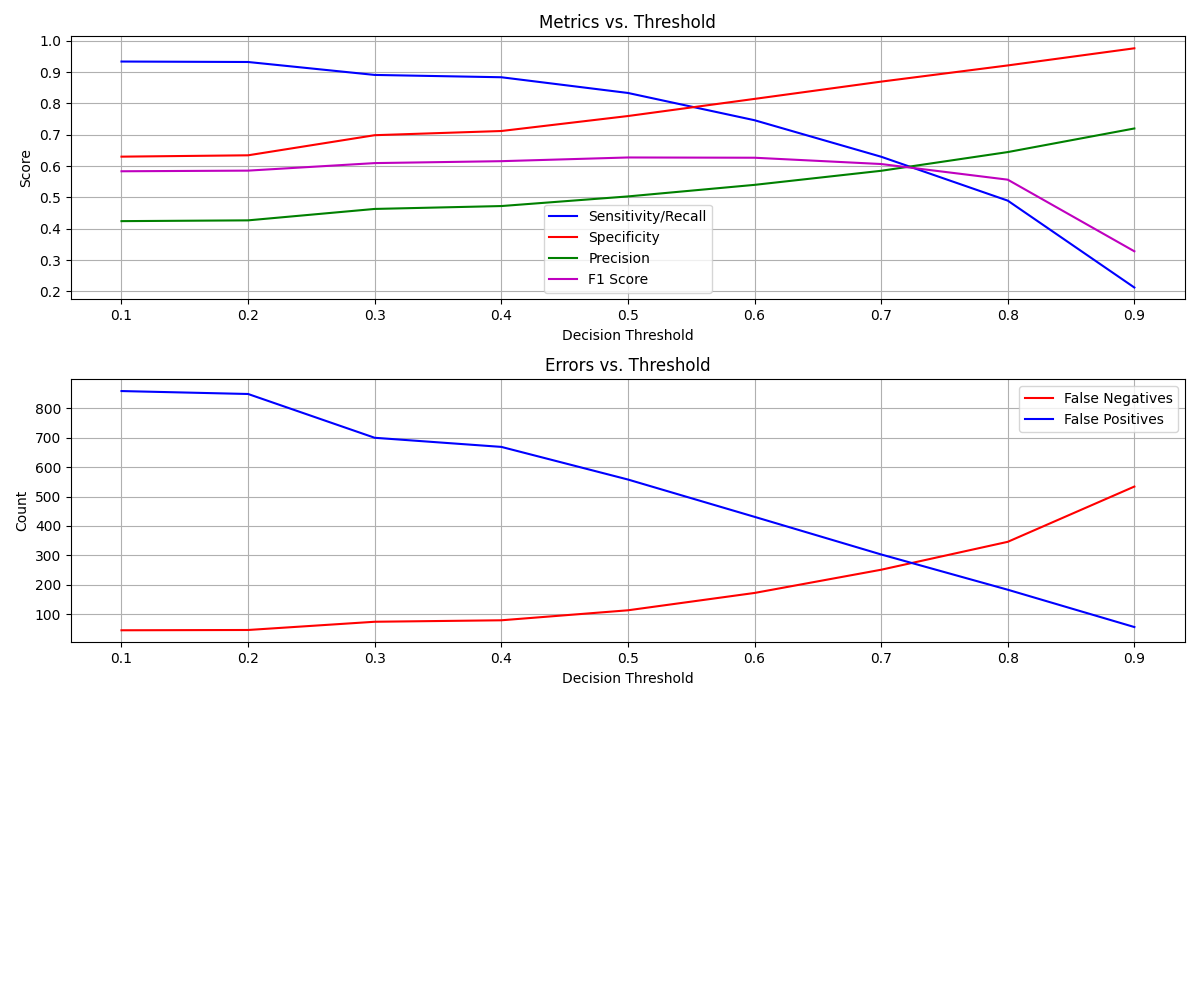 Metrics vs. Threshold
1.0
0.9
0.8
0.7
0.6
0.5
0.4
0.3
0.2
Score
Sensitivity/Recall
Specificity
Precision
F1 Score
0.1 0.2 0.3 0.4 0.5 0.6 0.7 0.8 0.9
Decision Threshold
Errors vs. Threshold
800
700
600
500
400
300
200
100
Count
False Negatives
False Positives
0.1 0.2 0.3 0.4 0.5 0.6 0.7 0.8 0.9
Decision Threshold